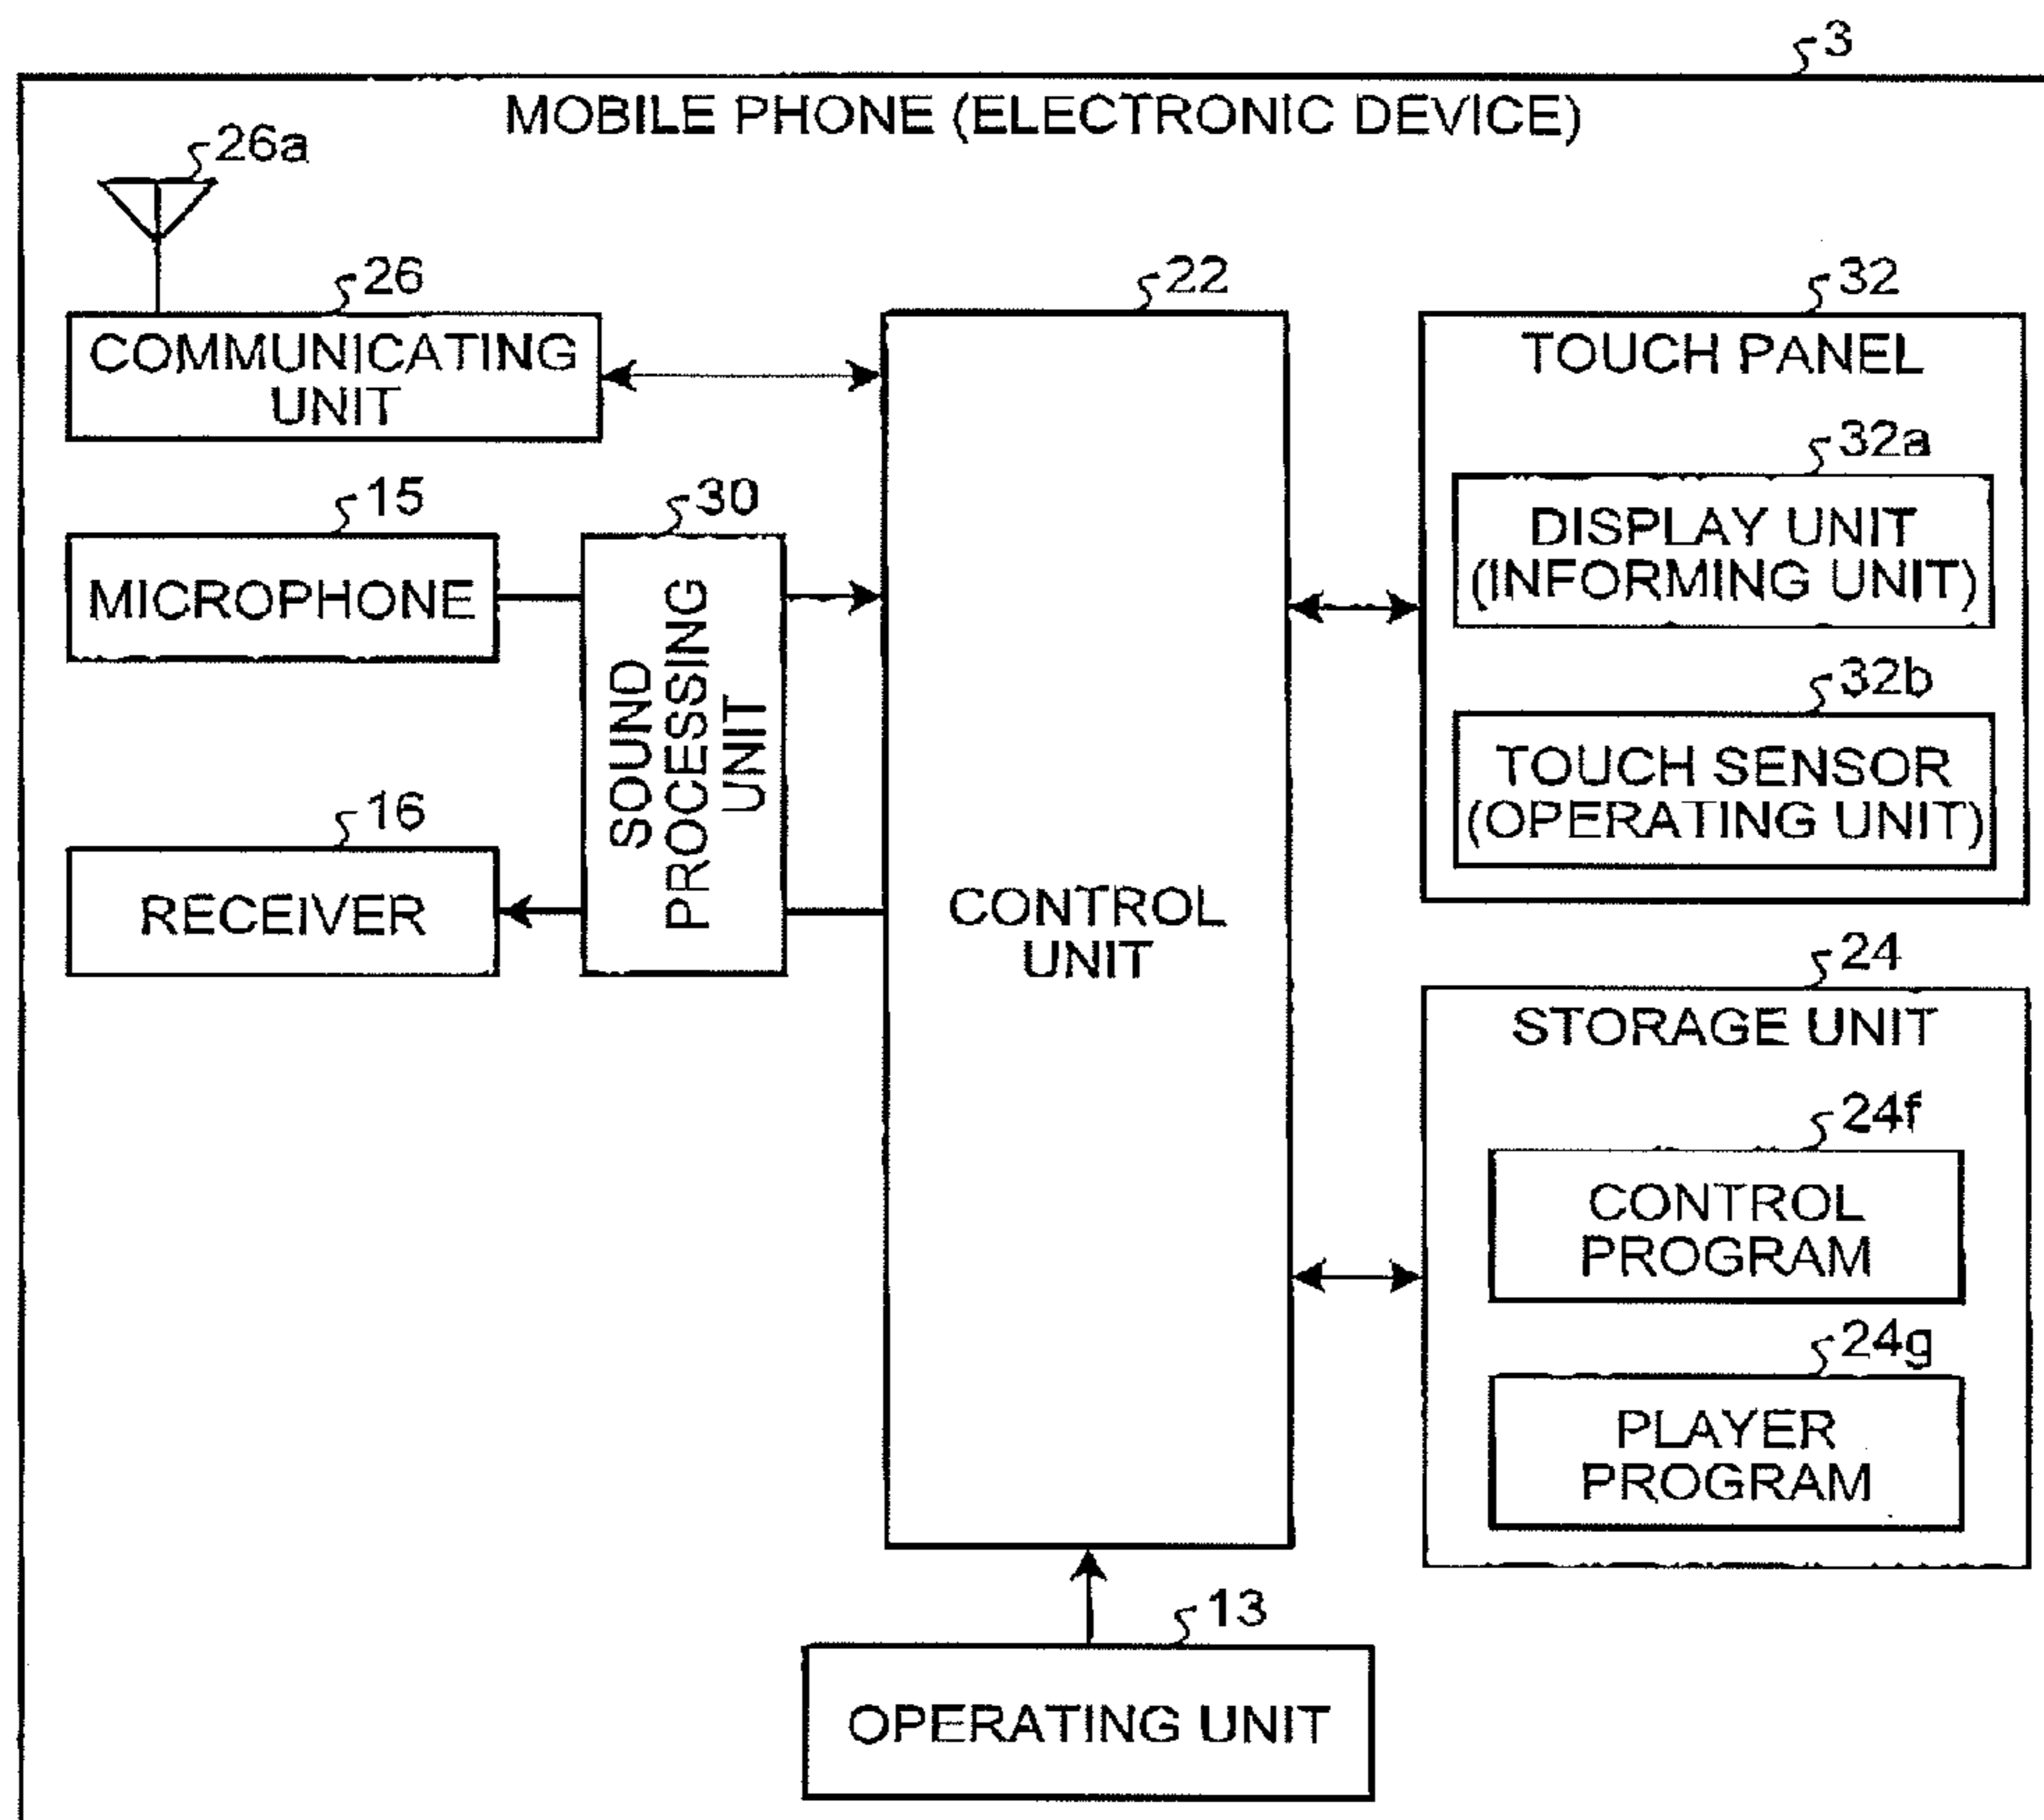 3
MOBILE PHONE (ELECTRONIC DEVICE)
26a
26
COMMUNICATING
UNIT
15
MICROPHONE
30
SOUND
PROCESSING
UNIT
16
RECEIVER
22
CONTROL
UNIT
32
TOUCH PANEL
32a
DISPLAY UNIT
(INFORMING UNIT)
32b
TOUCH SENSOR
(OPERATING UNIT)
24
STORAGE UNIT
24f
CONTROL
PROGRAM
24g
PLAYER
PROGRAM
13
OPERATING UNIT